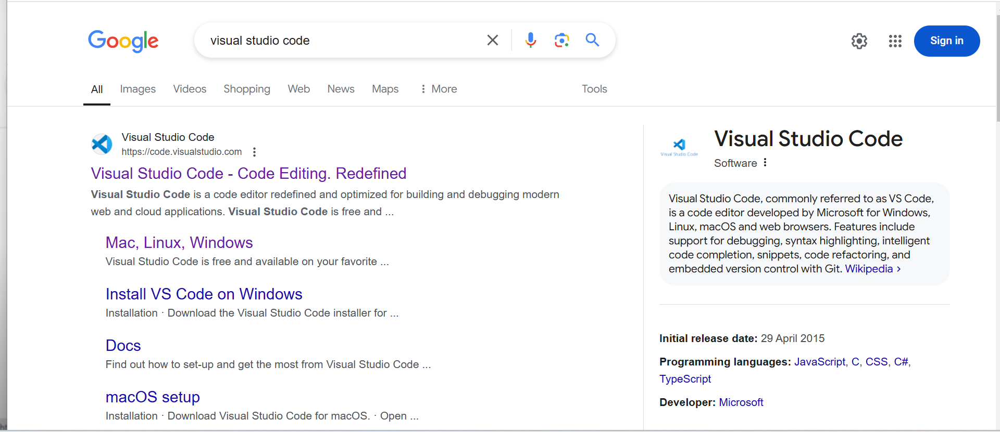 Google
visual studio code
Sign in
All
Images
Videos
Shopping
Web
News
Maps
More
Tools
Visual Studio Code
https://code.visualstudio.com
Visual Studio Code - Code Editing. Redefined
Visual Studio Code is a code editor redefined and optimized for building and debugging modern
web and cloud applications. Visual Studio Code is free and ...
Mac, Linux, Windows
Visual Studio Code is free and available on your favorite ...
Install VS Code on Windows
Installation · Download the Visual Studio Code installer for ...
Docs
Find out how to set-up and get the most from Visual Studio Code ...
macOS setup
Installation · Download Visual Studio Code for macOS. · Open ...
Visual Studio Code
Visual Studio Code
Software
Visual Studio Code, commonly referred to as VS Code,
is a code editor developed by Microsoft for Windows,
Linux, macOS and web browsers. Features include
support for debugging, syntax highlighting, intelligent
code completion, snippets, code refactoring, and
embedded version control with Git. Wikipedia ›
Initial release date: 29 April 2015
Programming languages: JavaScript, C, CSS, C#,
TypeScript
Developer: Microsoft